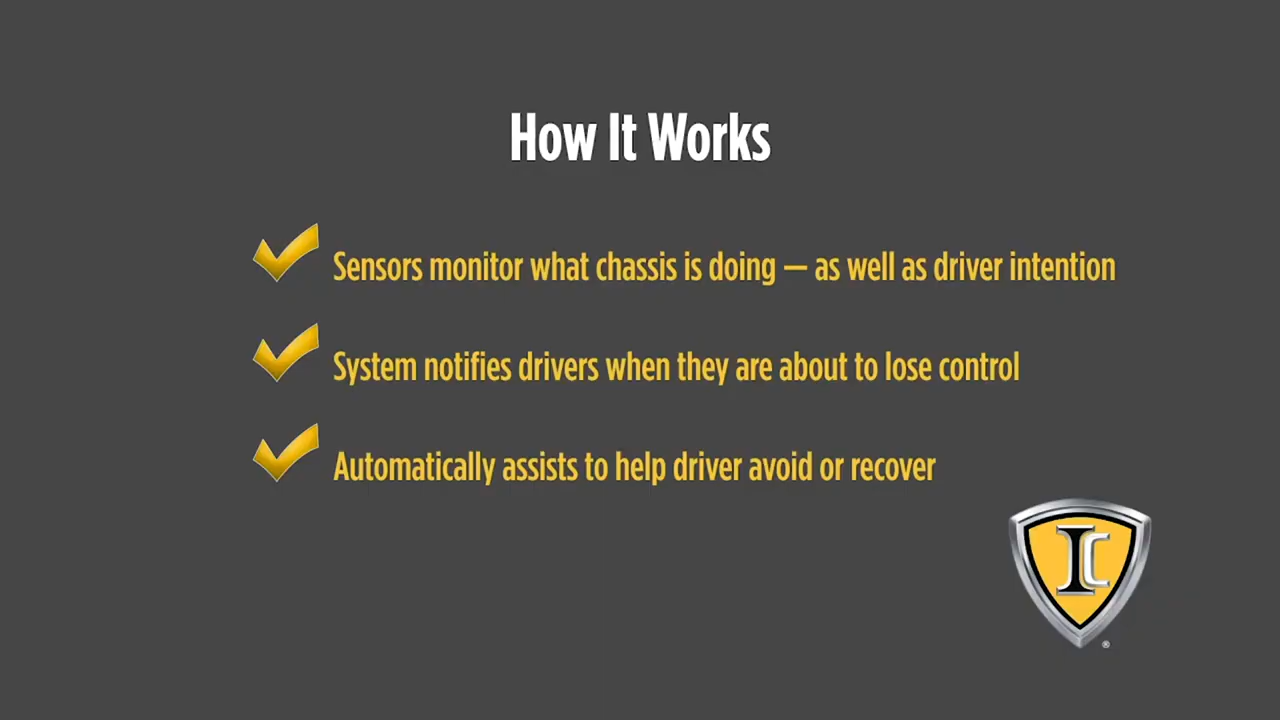 How It Works
Sensors monitor what chassis is doing — as well as driver intention
System notifies drivers when they are about to lose control
Automatically assists to help driver avoid or recover
IC
®